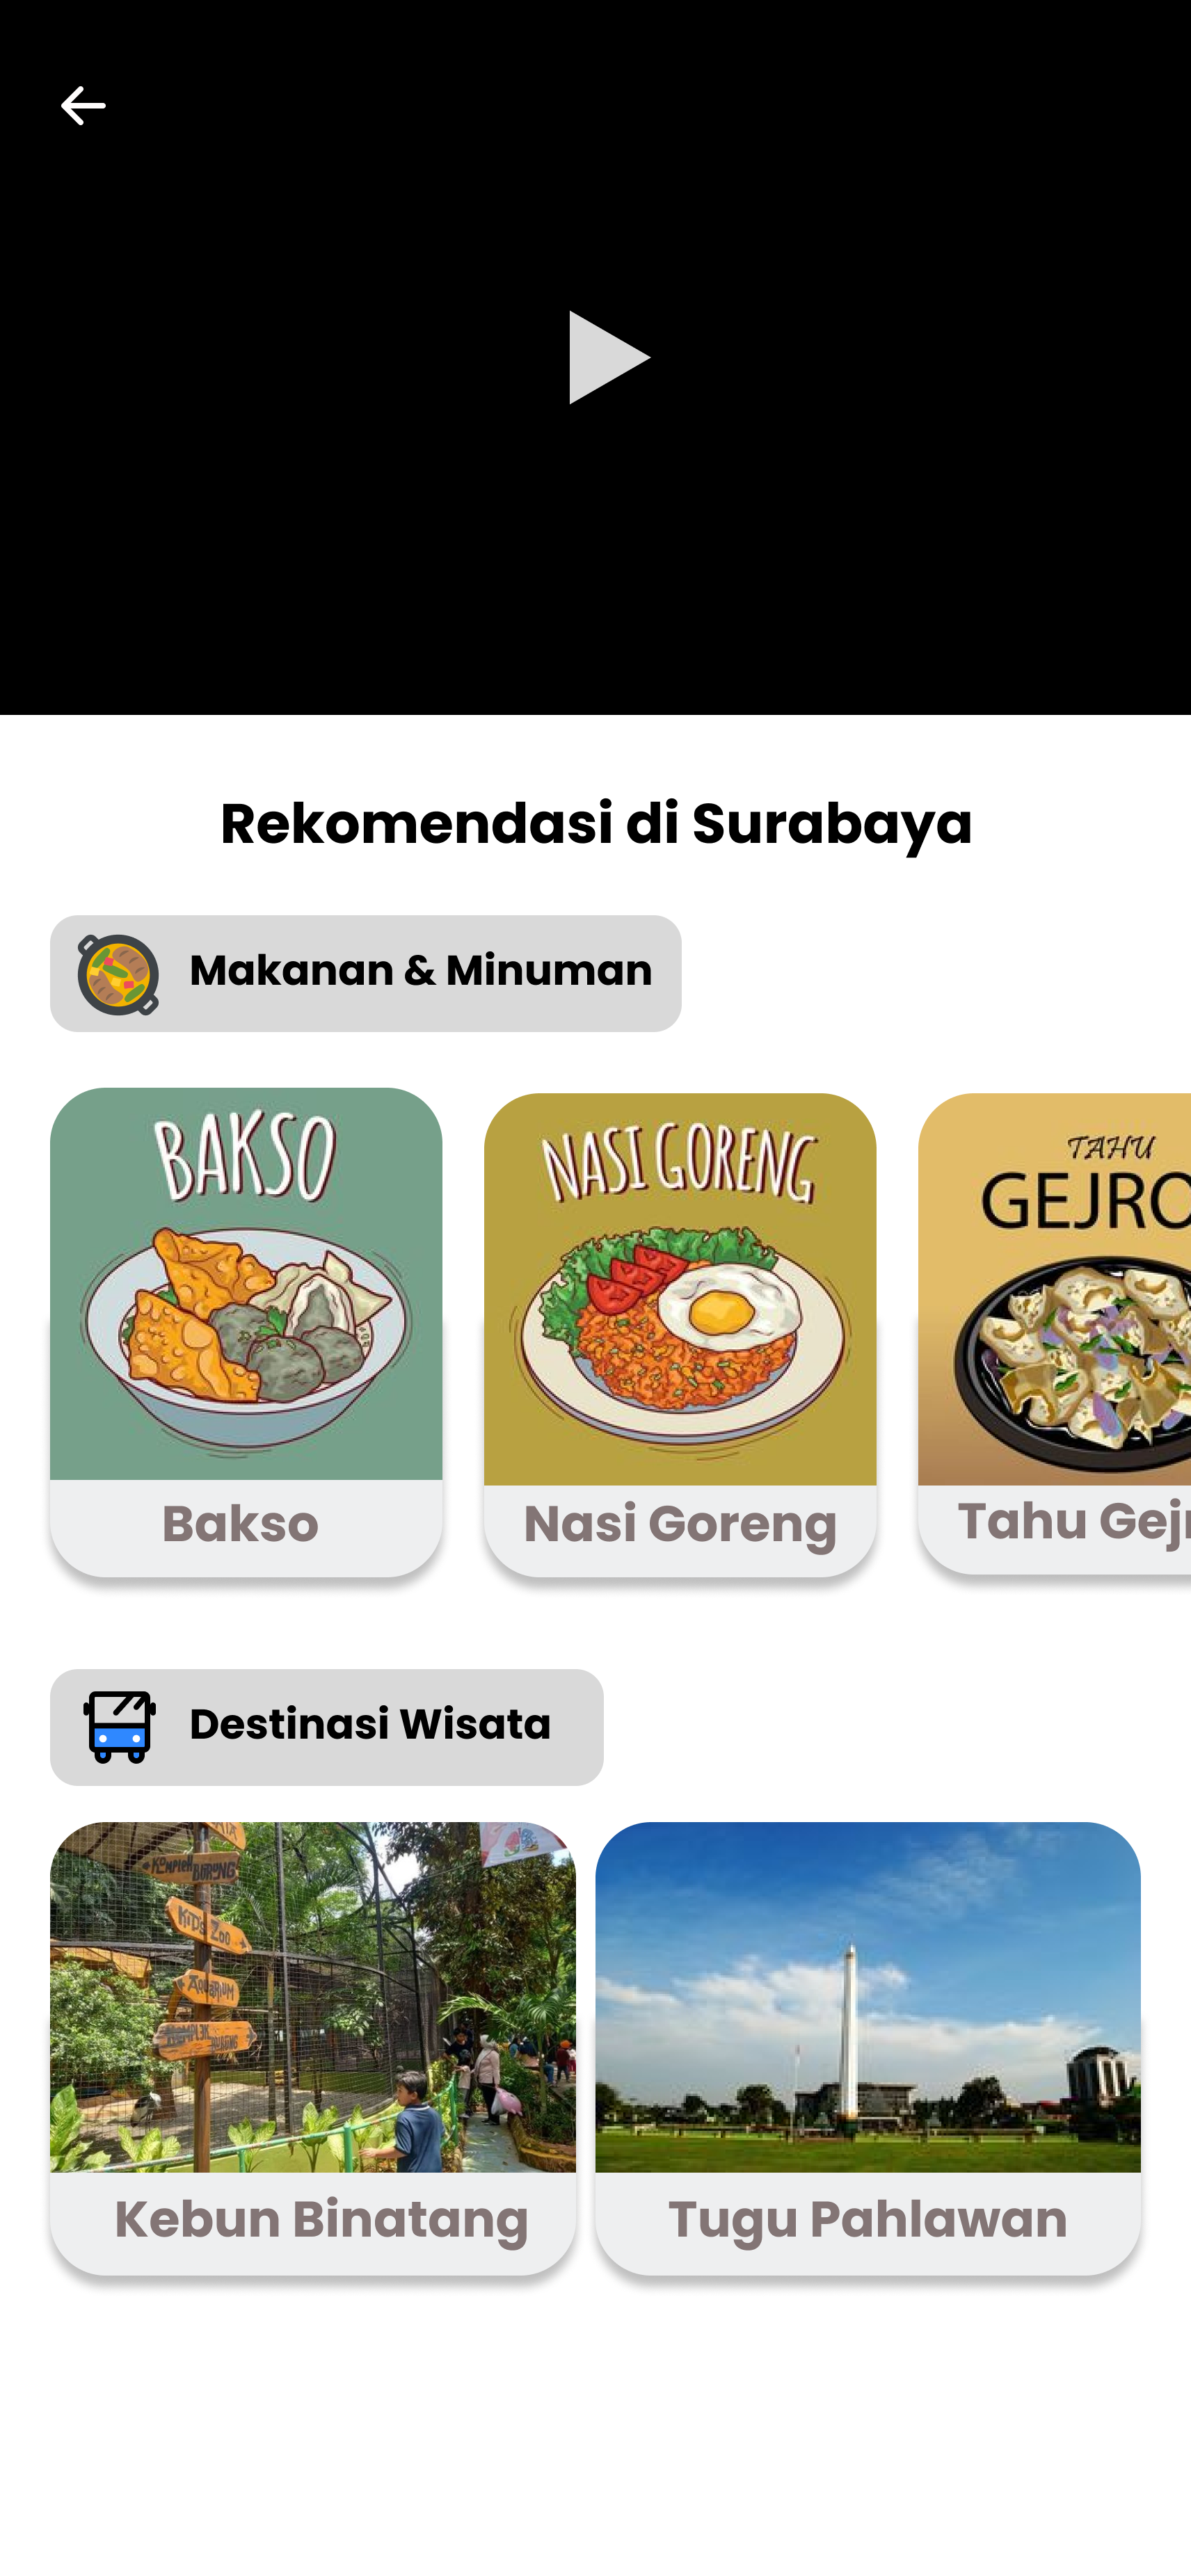 Rekomendasi di Surabaya
Makanan & Minuman
BAKSO
NASI GORENG
TAHU
GEJRO
Bakso
Nasi Goreng
Tahu Gejr
Destinasi Wisata
BURUNG
KIDS ZOO
AQUARIUM
Kebun Binatang
Tugu Pahlawan